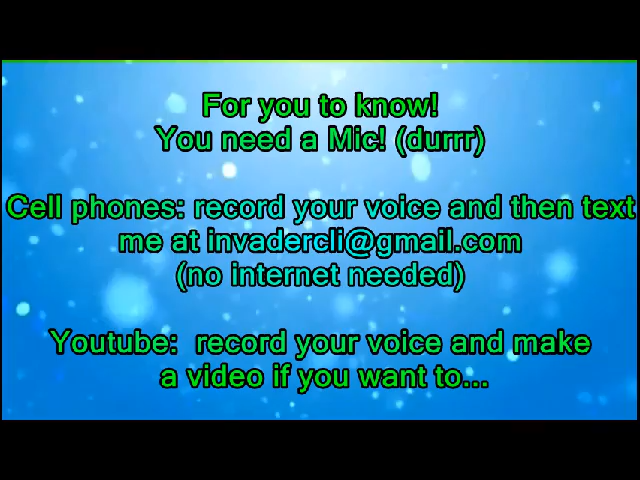 For you to know!
You need a Mic! (durrr)
Cell phones: record your voice and then text
me at invadercli@gmail.com
(no internet needed)
Youtube:  record your voice and make
a video if you want to...